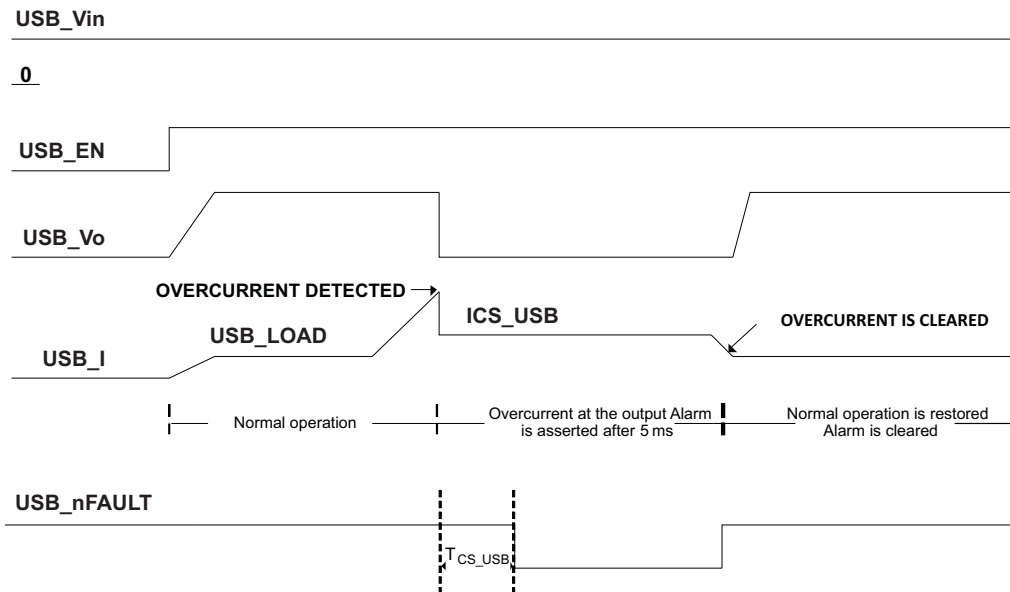 USB_Vin
0
USB_EN
USB_Vo
OVERCURRENT DETECTED
ICS_USB
OVERCURRENT IS CLEARED
USB_LOAD
USB_I
Normal operation
Overcurrent at the output Alarm
is asserted after 5 ms
Normal operation is restored
Alarm is cleared
USB_nFAULT
TCS_USB